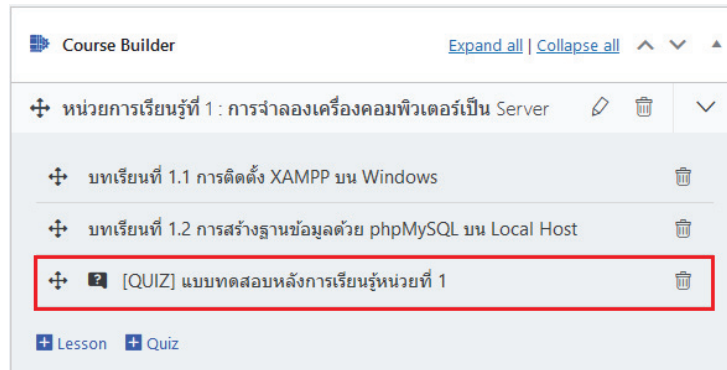 Course Builder Expand all | Collapse all
หน่วยการเรียนรู้ที่ 1 : การจำลองเครื่องคอมพิวเตอร์เป็น Server
บทเรียนที่ 1.1 การติดตั้ง XAMPP บน Windows
บทเรียนที่ 1.2 การสร้างฐานข้อมูลด้วย phpMySQL บน Local Host
[QUIZ] แบบทดสอบหลังการเรียนรู้หน่วยที่ 1
Lesson Quiz